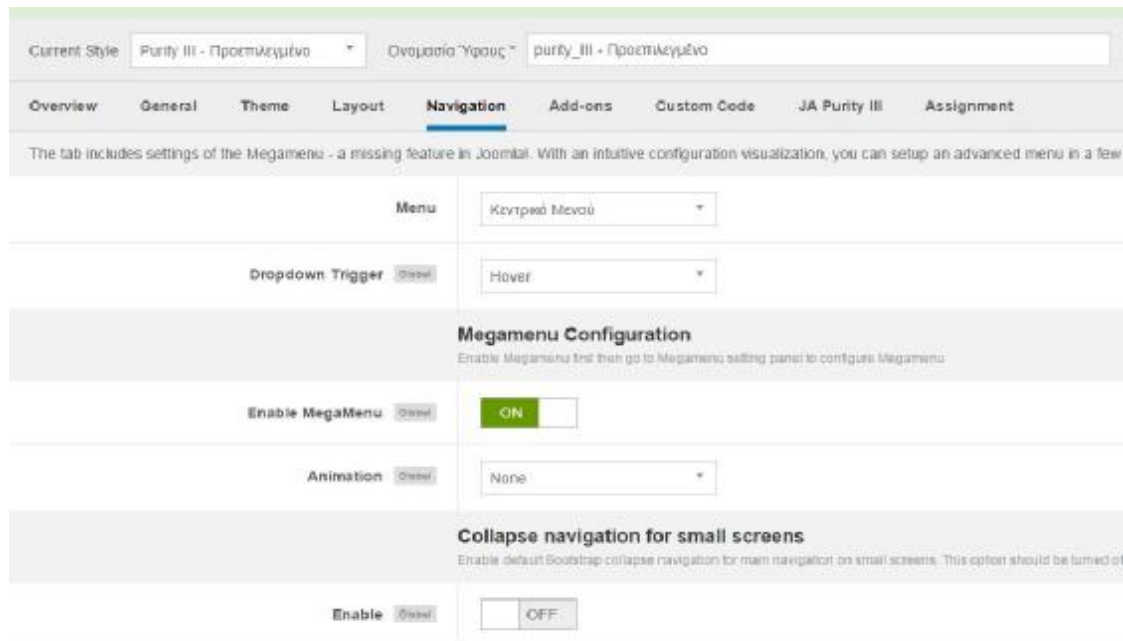 Current Style Purity III - Προεπιλεγμένο Ονομασία Ύφους * purity_III - Προεπιλεγμένο
Overview General Theme Layout Navigation Add-ons Custom Code JA Purity III Assignment
The tab includes settings of the Megamenu - a missing feature in Joomla!. With an intuitive configuration visualization, you can setup an advanced menu in a few
Menu Κεντρικό Μενού
Dropdown Trigger Global Hover
Megamenu Configuration
Enable Megamenu first then go to Megamenu setting panel to configure Megamenu.
Enable MegaMenu Global ON
Animation Global None
Collapse navigation for small screens
Enable default Bootstrap collapse navigation for main navigation on small screens. This option should be turned of
Enable Global OFF